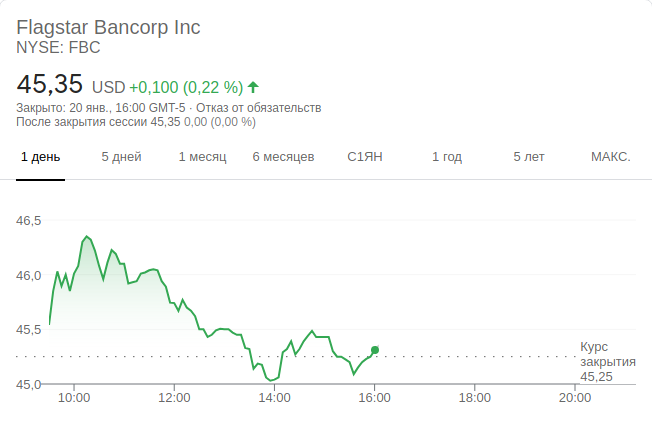 Flagstar Bancorp Inc
NYSE: FBC
45,35 USD +0,100 (0,22 %)
Закрыто: 20 янв., 16:00 GMT-5 · Отказ от обязательств
После закрытия сессии 45,35 0,00 (0,00 %)
1 день 5 дней 1 месяц 6 месяцев С1ЯН 1 год 5 лет МАКС.
46,5
46,0
45,5
Курс
закрытия
45,25
45,0
10:00 12:00 14:00 16:00 18:00 20:00